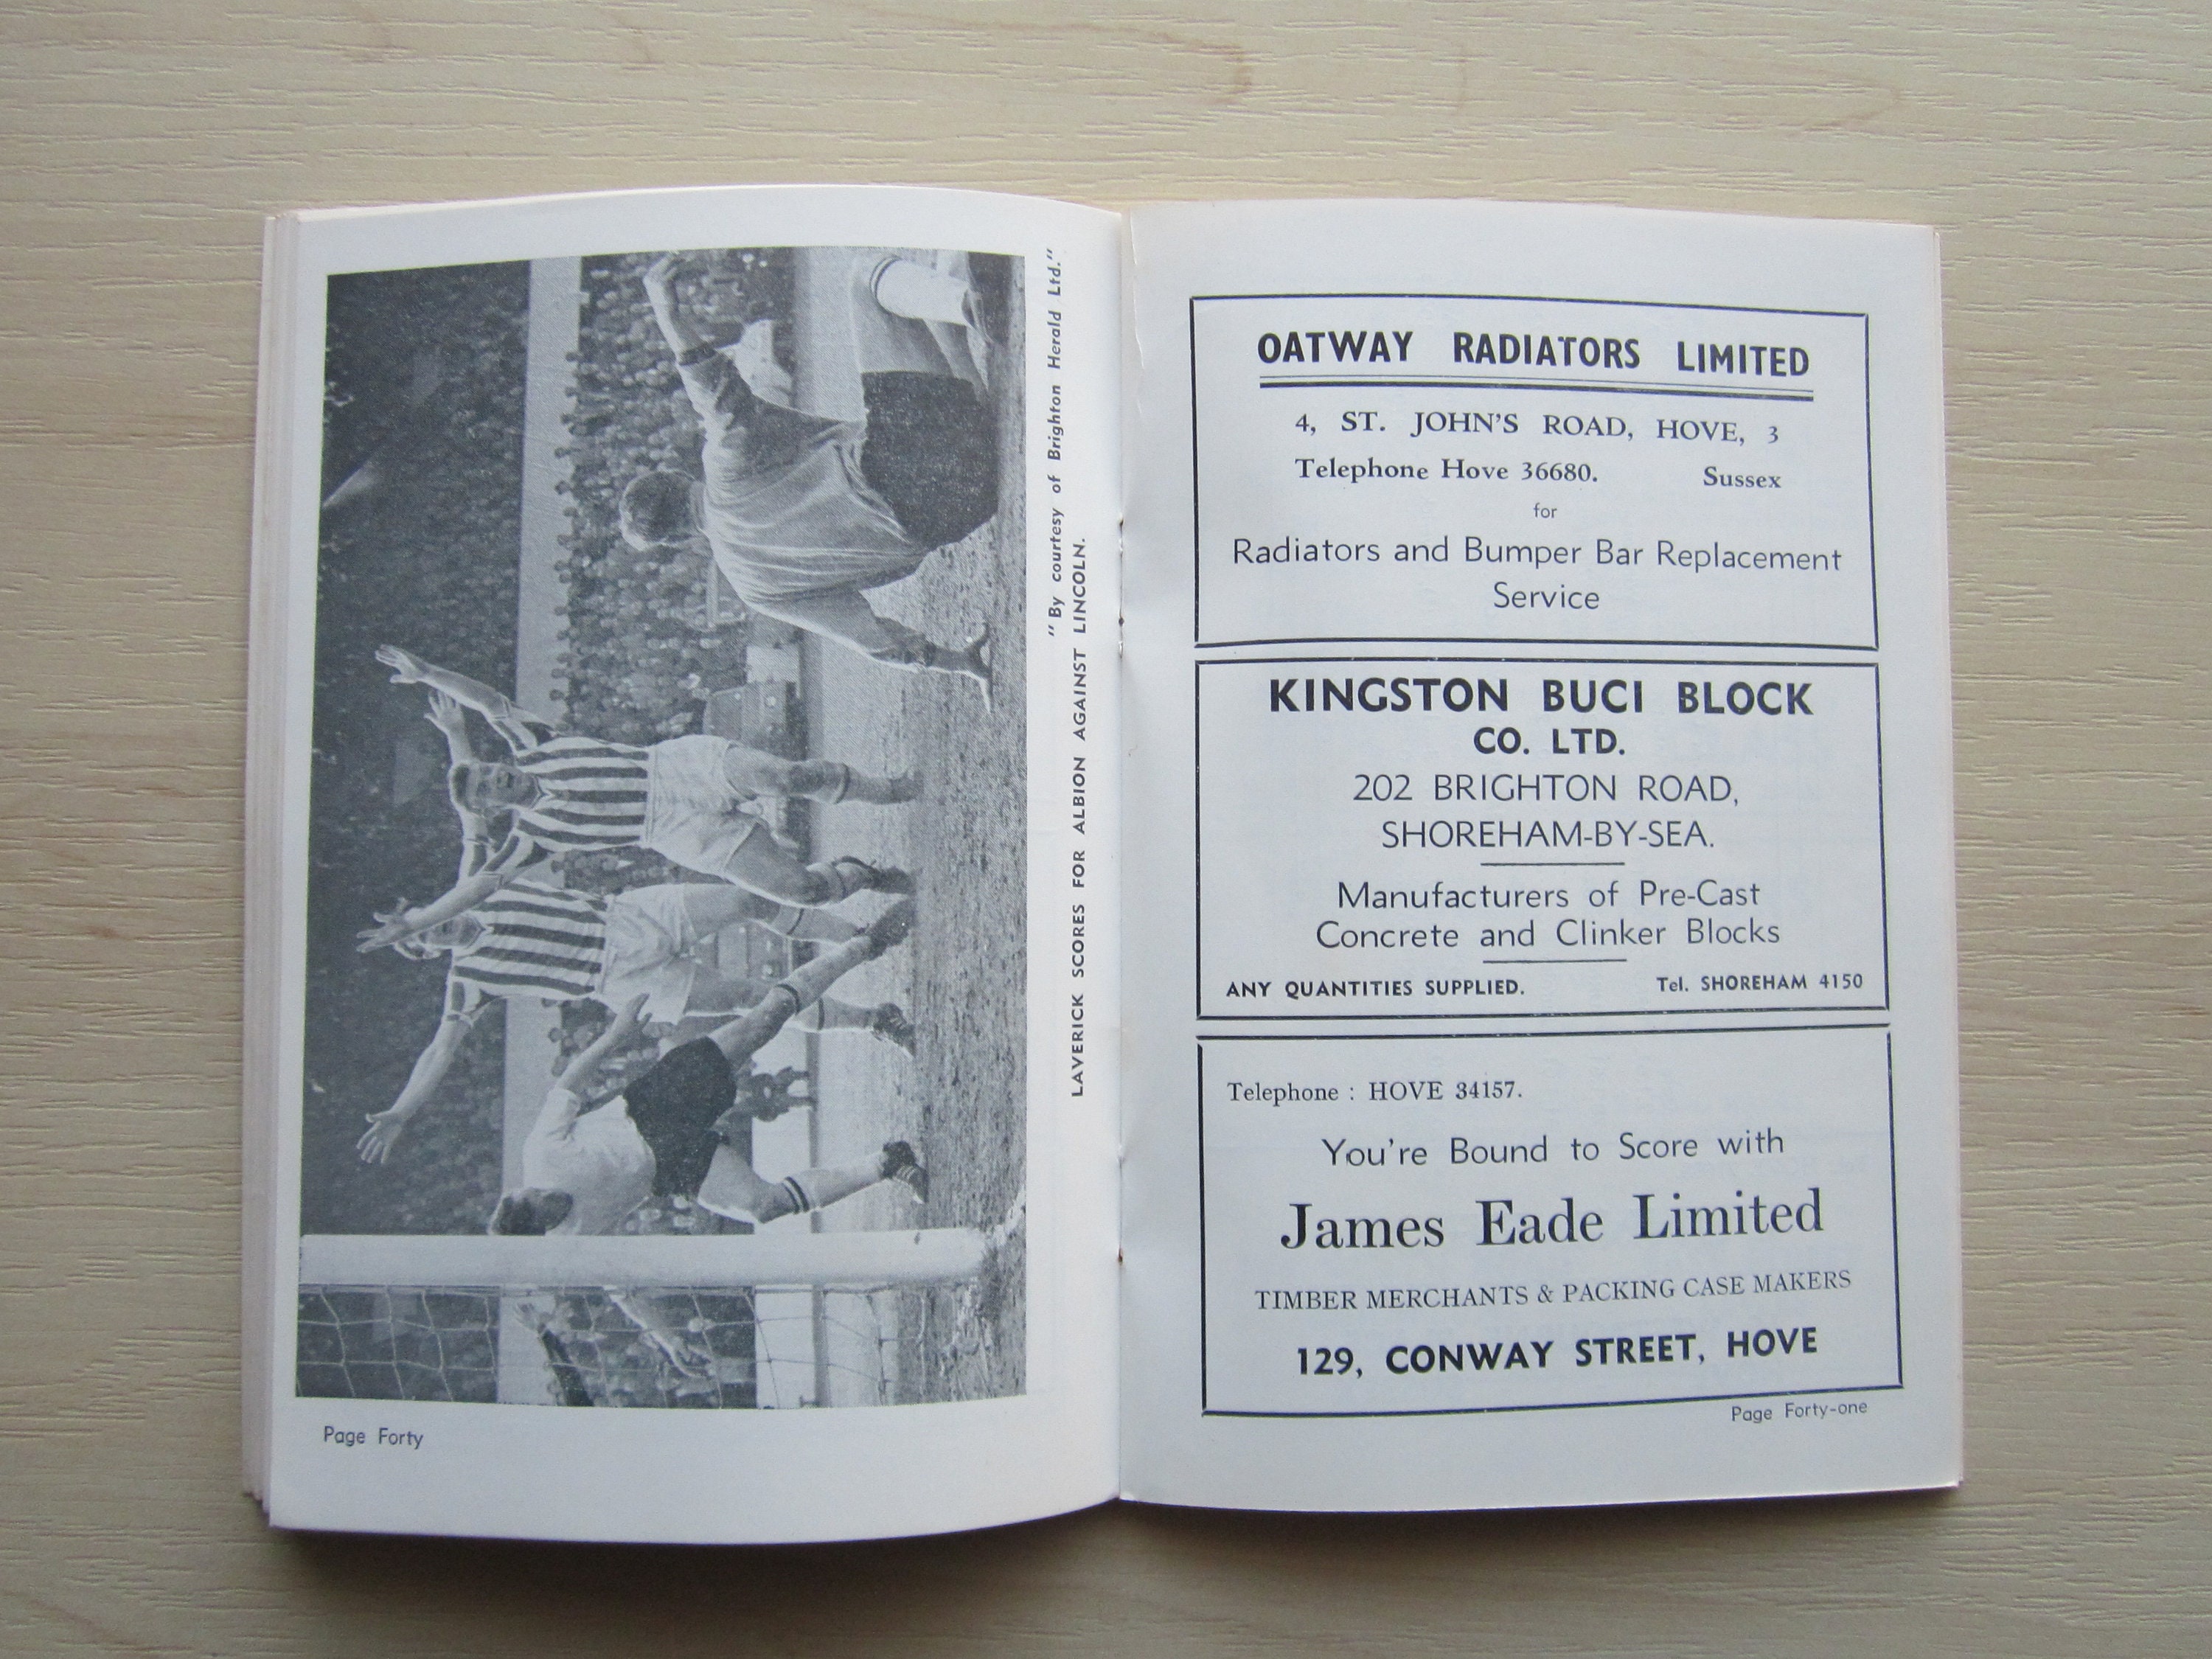 "By courtesy of Brighton Herald Ltd."
LAVERICK SCORES FOR ALBION AGAINST LINCOLN.
Page Forty
OATWAY RADIATORS LIMITED
4, ST. JOHN'S ROAD, HOVE, 3
Telephone Hove 36680. Sussex
for
Radiators and Bumper Bar Replacement
Service
KINGSTON BUCI BLOCK
CO. LTD.
202 BRIGHTON ROAD,
SHOREHAM-BY-SEA.
Manufacturers of Pre-Cast
Concrete and Clinker Blocks
ANY QUANTITIES SUPPLIED. Tel. SHOREHAM 4150
Telephone : HOVE 34157.
You're Bound to Score with
James Eade Limited
TIMBER MERCHANTS & PACKING CASE MAKERS
129, CONWAY STREET, HOVE
Page Forty-one